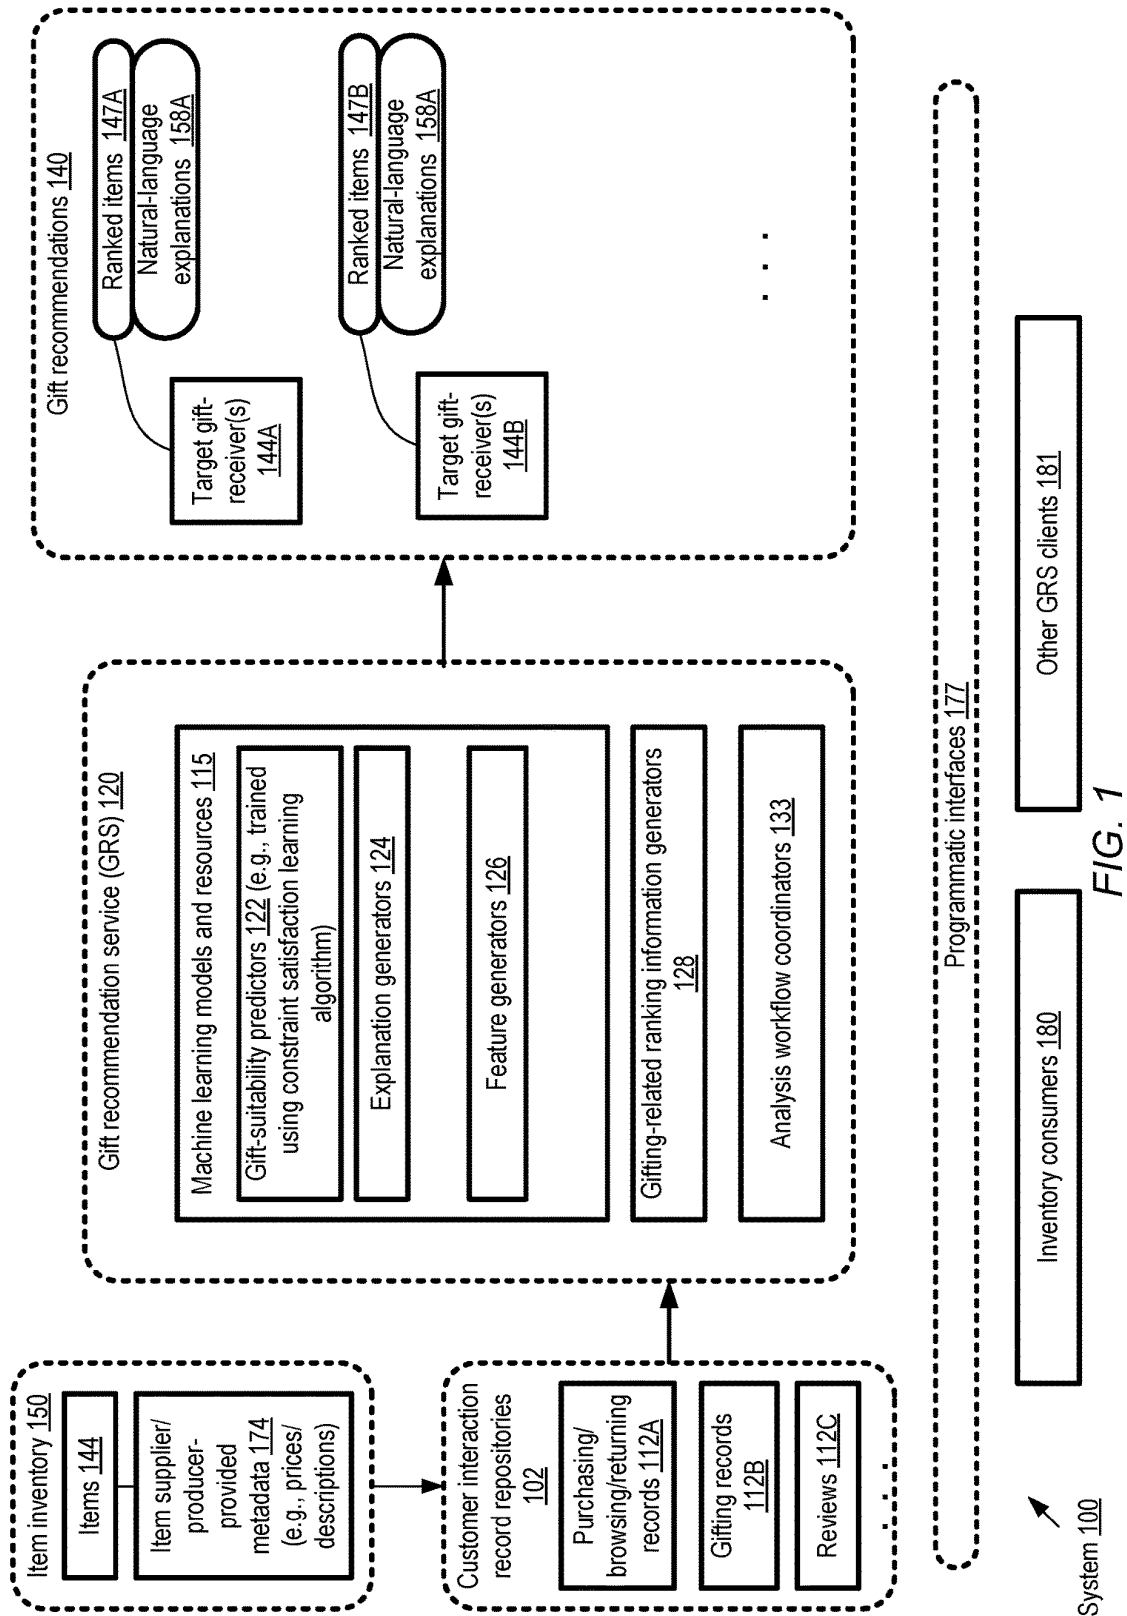 Item inventory 150
Items 144
Item supplier/
producer-
provided
metadata 174
(e.g., prices/
descriptions)
Customer interaction
record repositories
102
Purchasing/
browsing/returning
records 112A
Gifting records
112B
Reviews 112C
. . .
Gift recommendation service (GRS) 120
Machine learning models and resources 115
Gift-suitability predictors 122 (e.g., trained
using constraint satisfaction learning
algorithm)
Explanation generators 124
Feature generators 126
Gifting-related ranking information generators
128
Analysis workflow coordinators 133
Gift recommendations 140
Ranked items 147A
Natural-language
explanations 158A
Target gift-
receiver(s)
144A
Ranked items 147B
Natural-language
explanations 158A
Target gift-
receiver(s)
144B
. . .
Programmatic interfaces 177
Inventory consumers 180
Other GRS clients 181
System 100
FIG. 1